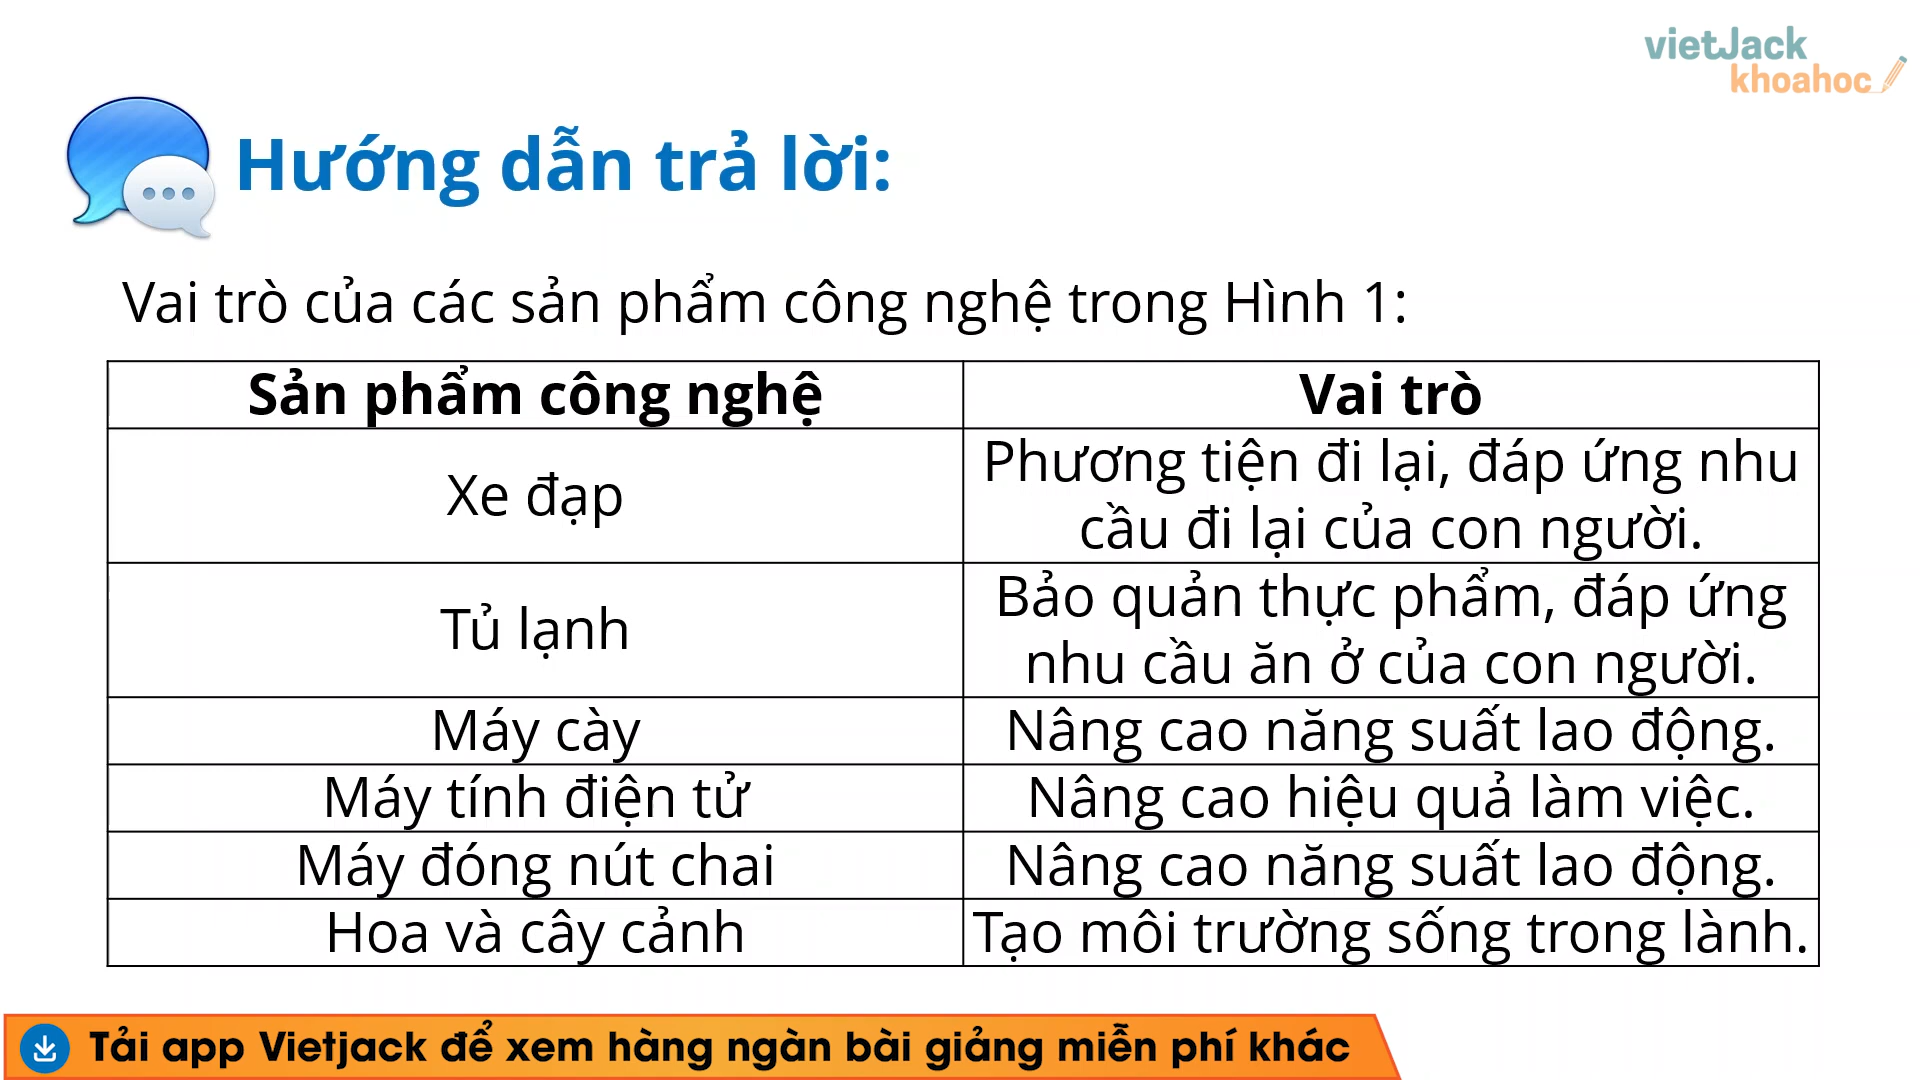 vietJack
khoahoc
Hướng dẫn trả lời:
Vai trò của các sản phẩm công nghệ trong Hình 1:
Sản phẩm công nghệ
Vai trò
Xe đạp
Phương tiện đi lại, đáp ứng nhu
cầu đi lại của con người.
Tủ lạnh
Bảo quản thực phẩm, đáp ứng
nhu cầu ăn ở của con người.
Máy cày
Nâng cao năng suất lao động.
Máy tính điện tử
Nâng cao hiệu quả làm việc.
Máy đóng nút chai
Nâng cao năng suất lao động.
Hoa và cây cảnh
Tạo môi trường sống trong lành.
Tải app Vietjack để xem hàng ngàn bài giảng miễn phí khác